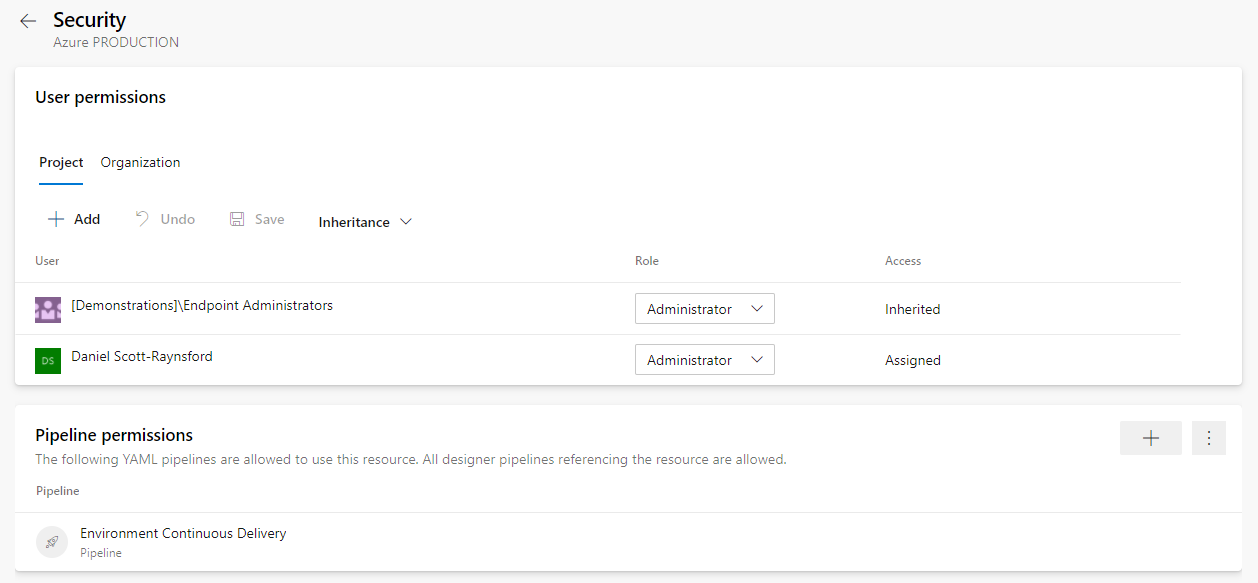 Security
Azure PRODUCTION
User permissions
Project Organization
Add Undo Save Inheritance
User Role Access
[Demonstrations]\Endpoint Administrators Administrator Inherited
DS Daniel Scott-Raynsford Administrator Assigned
Pipeline permissions
The following YAML pipelines are allowed to use this resource. All designer pipelines referencing the resource are allowed.
Pipeline
Environment Continuous Delivery
Pipeline